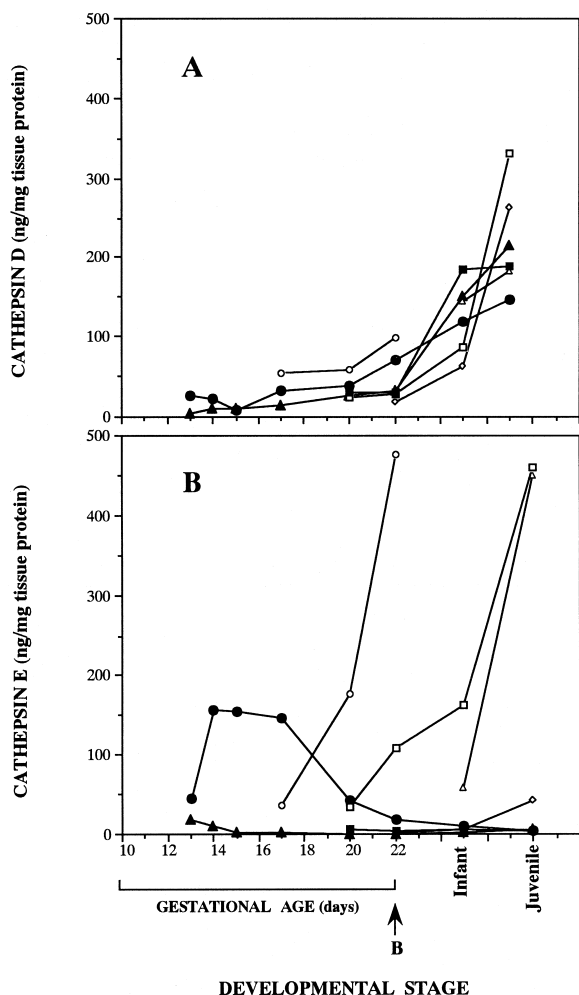 500
A
400
300
200
100
0
CATHEPSIN D (ng/mg tissue protein)
500
B
400
300
200
100
0
CATHEPSIN E (ng/mg tissue protein)
10 12 14 16 18 20 22 Infant Juvenile
GESTATIONAL AGE (days)
B
DEVELOPMENTAL STAGE